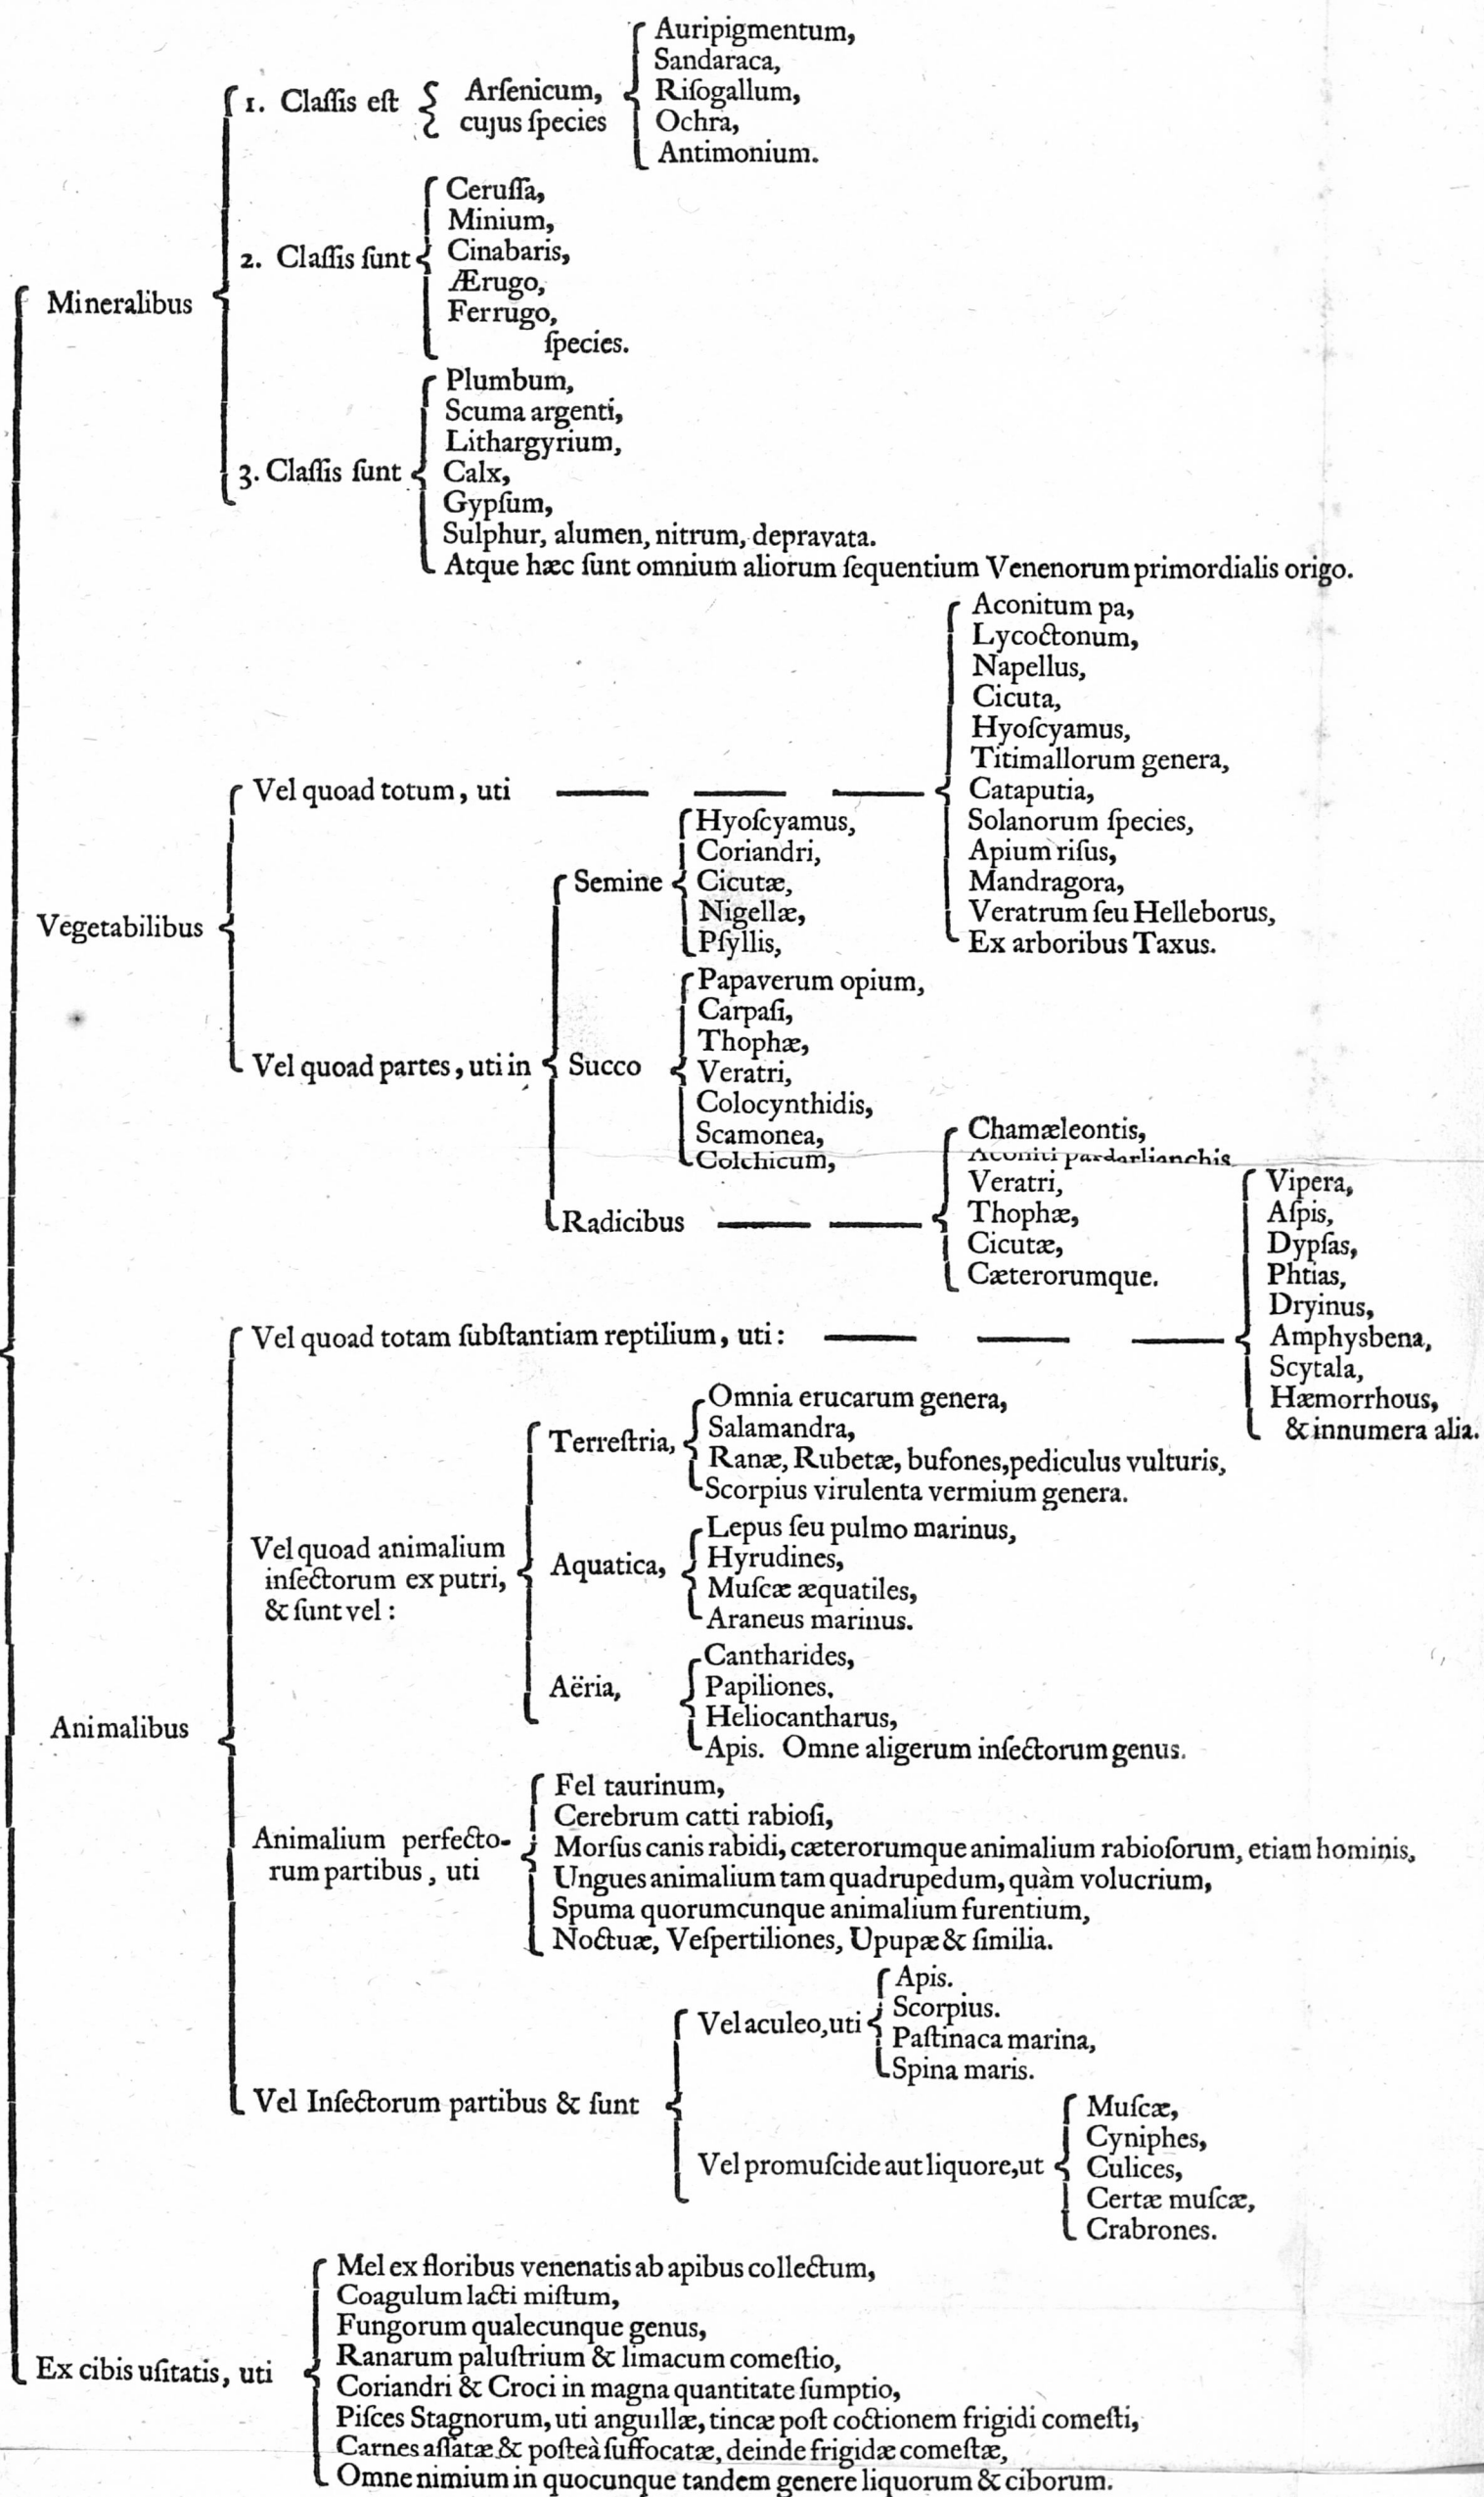 Mineralibus
1. Claſſis eſt
Arſenicum,
cujus ſpecies
Auripigmentum,
Sandaraca,
Riſogallum,
Ochra,
Antimonium.
2. Claſſis ſunt
Ceruſſa,
Minium,
Cinabaris,
Ærugo,
Ferrugo,
ſpecies.
3. Claſſis ſunt
Plumbum,
Scuma argenti,
Lithargyrium,
Calx,
Gypſum,
Sulphur, alumen, nitrum, depravata.
Atque hæc ſunt omnium aliorum ſequentium Venenorum primordialis origo.
Vegetabilibus
Vel quoad totum, uti
Aconitum pa,
Lycoctonum,
Napellus,
Cicuta,
Hyoſcyamus,
Titimallorum genera,
Cataputia,
Solanorum ſpecies,
Apium riſus,
Mandragora,
Veratrum ſeu Helleborus,
Ex arboribus Taxus.
Vel quoad partes, uti in
Semine
Hyoſcyamus,
Coriandri,
Cicutæ,
Nigellæ,
Pſyllis,
Succo
Papaverum opium,
Carpaſi,
Thophæ,
Veratri,
Colocynthidis,
Scamonea,
Colchicum,
Radicibus
Chamæleontis,
Aconiti pardarlianchis
Veratri,
Thophæ,
Cicutæ,
Cæterorumque.
Animalibus
Vel quoad totam ſubſtantiam reptilium, uti:
Vipera,
Aſpis,
Dypſas,
Phtias,
Dryinus,
Amphysbena,
Scytala,
Hæmorrhous,
& innumera alia.
Vel quoad animalium
inſectorum ex putri,
& ſunt vel:
Terreſtria,
Omnia erucarum genera,
Salamandra,
Ranæ, Rubetæ, bufones, pediculus vulturis,
Scorpius virulenta vermium genera.
Aquatica,
Lepus ſeu pulmo marinus,
Hyrudines,
Muſcæ æquatiles,
Araneus marinus.
Aëria,
Cantharides,
Papiliones,
Heliocantharus,
Apis. Omne aligerum inſectorum genus.
Animalium perfecto-
rum partibus, uti
Fel taurinum,
Cerebrum catti rabioſi,
Morſus canis rabidi, cæterorumque animalium rabioſorum, etiam hominis,
Ungues animalium tam quadrupedum, quàm volucrium,
Spuma quorumcunque animalium furentium,
Noctuæ, Veſpertiliones, Upupæ & ſimilia.
Vel Inſectorum partibus & ſunt
Vel aculeo, uti
Apis.
Scorpius.
Paſtinaca marina,
Spina maris.
Vel promuſcide aut liquore, ut
Muſcæ,
Cyniphes,
Culices,
Certæ muſcæ,
Crabrones.
Ex cibis uſitatis, uti
Mel ex floribus venenatis ab apibus collectum,
Coagulum lacti miſtum,
Fungorum qualecunque genus,
Ranarum paluſtrium & limacum comeſtio,
Coriandri & Croci in magna quantitate ſumptio,
Piſces Stagnorum, uti anguillæ, tincæ poſt coctionem frigidi comeſti,
Carnes aſſatæ & poſteà ſuffocatæ, deinde frigidæ comeſtæ,
Omne nimium in quocunque tandem genere liquorum & ciborum.